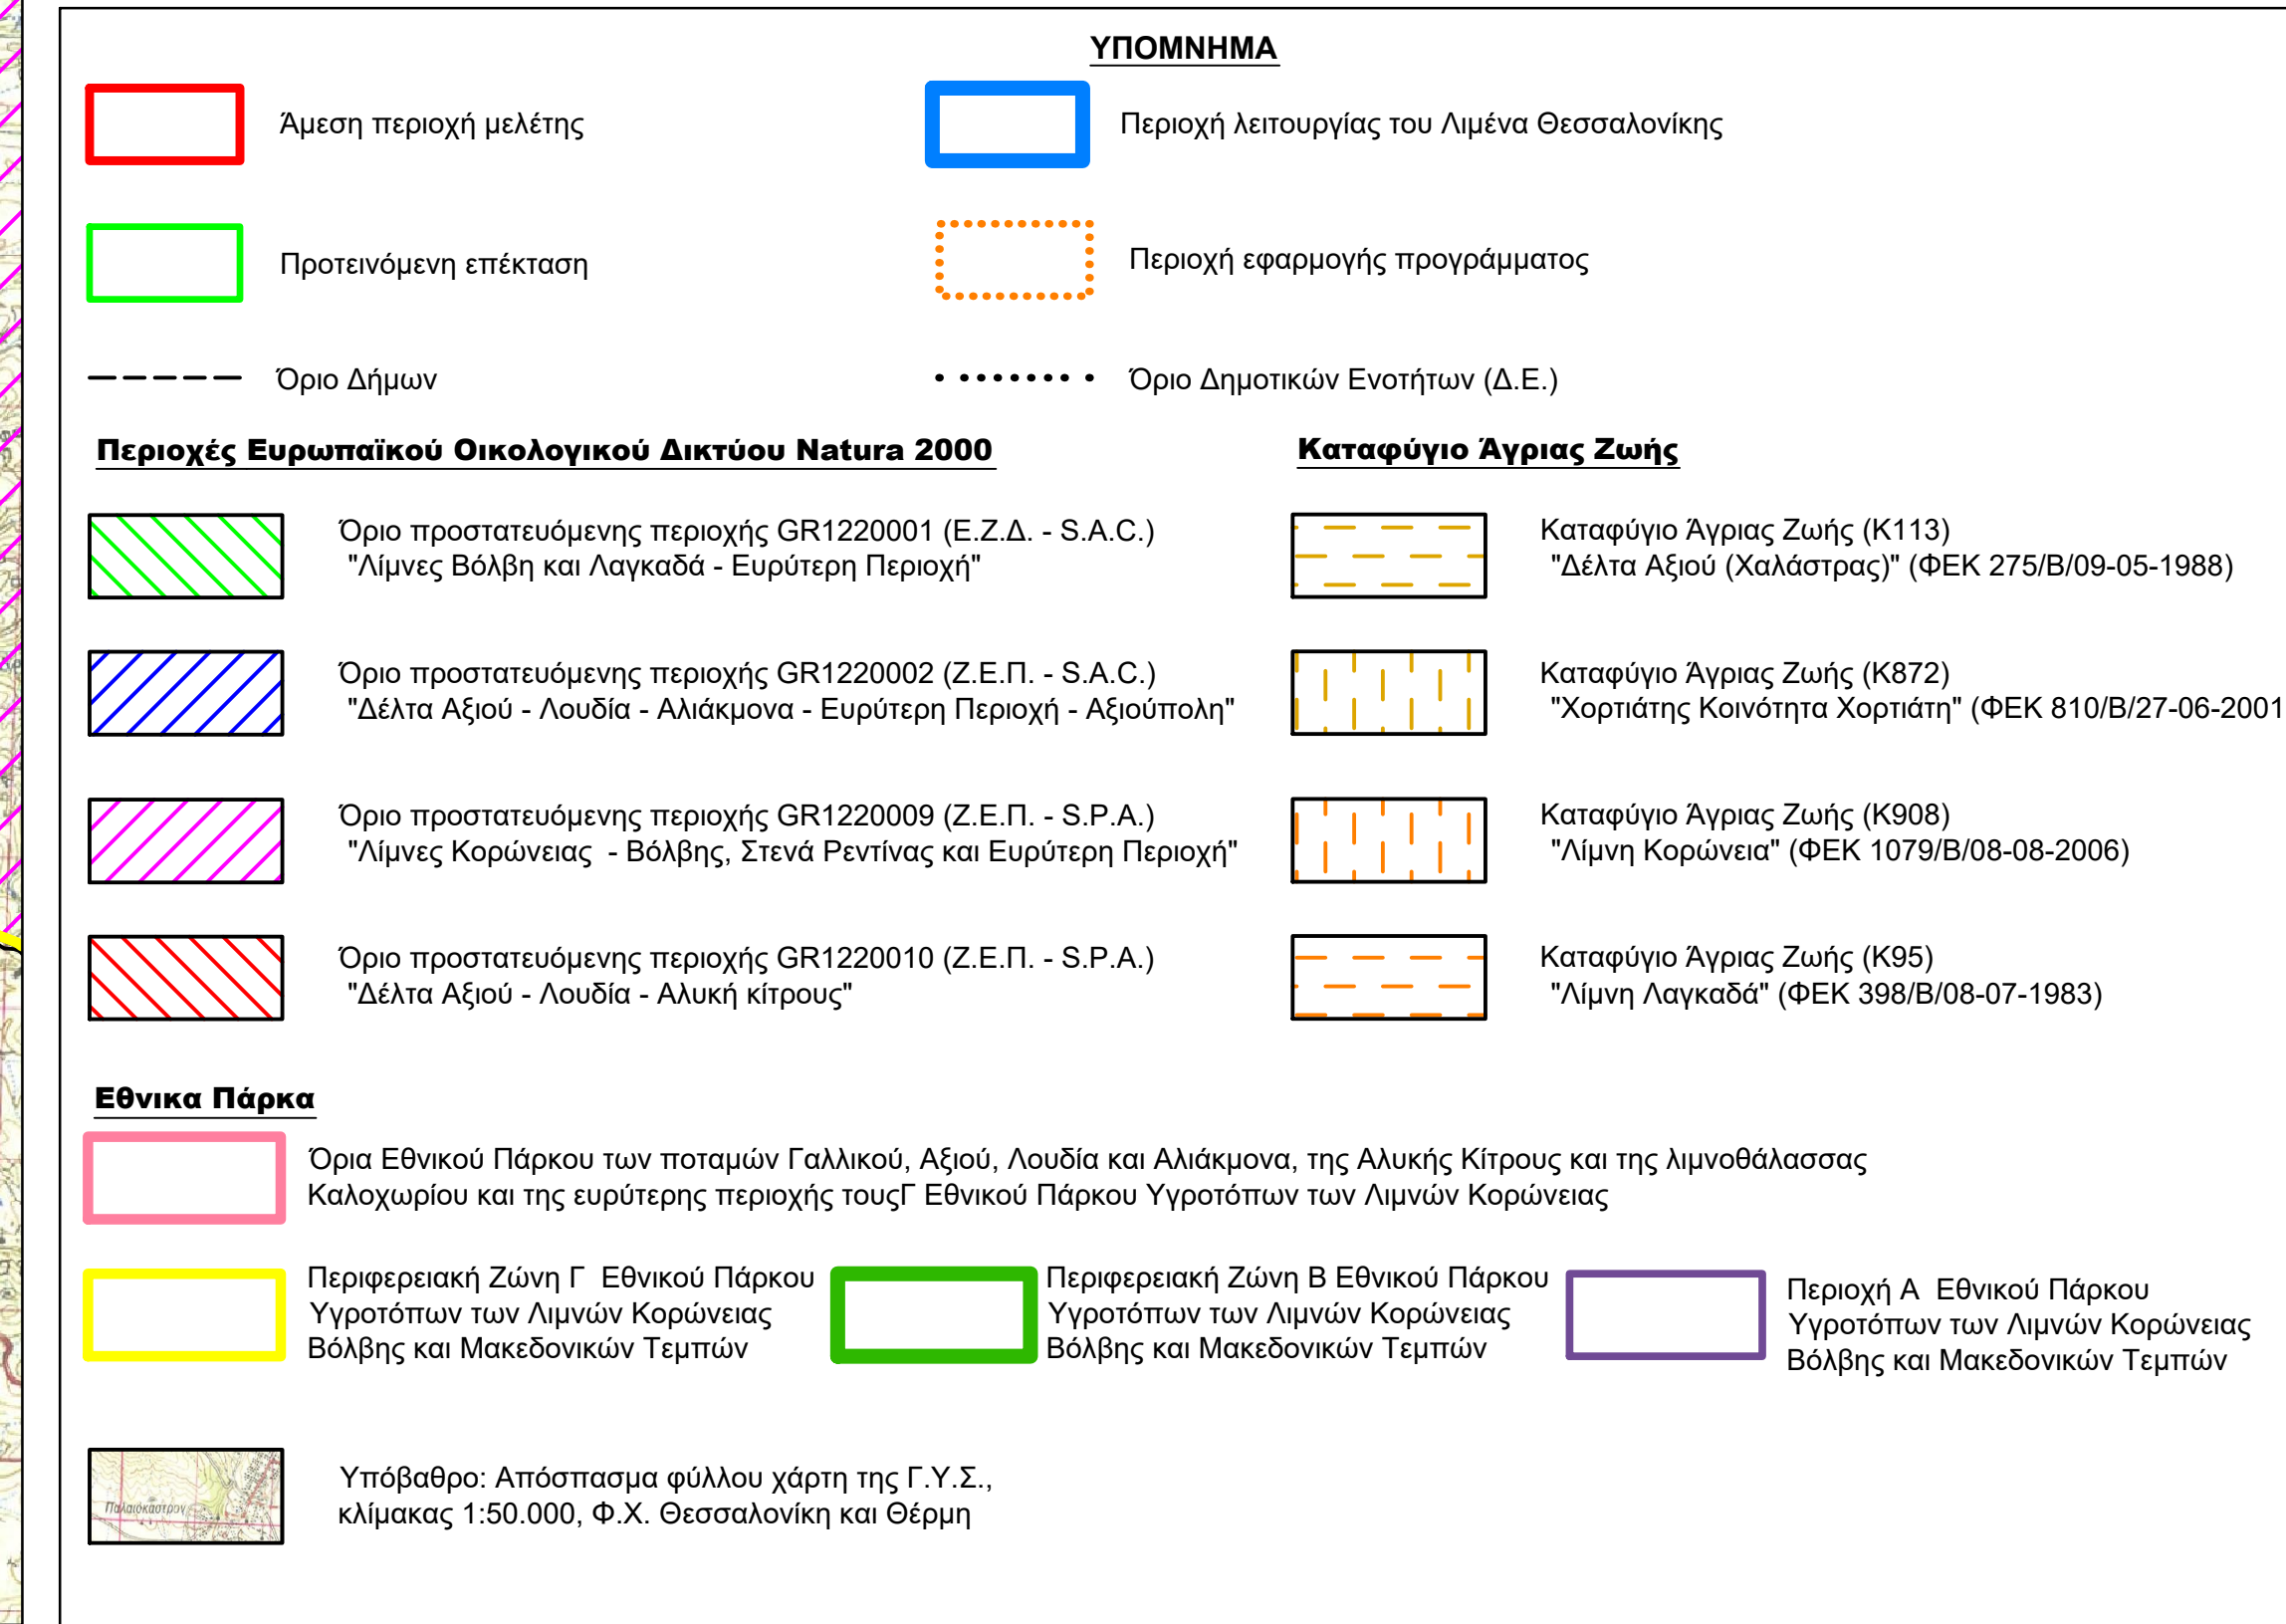 ΥΠΟΜΝΗΜΑ
Άμεση περιοχή μελέτης
Περιοχή λειτουργίας του Λιμένα Θεσσαλονίκης
Προτεινόμενη επέκταση
Περιοχή εφαρμογής προγράμματος
Όριο Δήμων
Όριο Δημοτικών Ενοτήτων (Δ.Ε.)
Περιοχές Ευρωπαϊκού Οικολογικού Δικτύου Natura 2000
Όριο προστατευόμενης περιοχής GR1220001 (Ε.Ζ.Δ. - S.A.C.)
"Λίμνες Βόλβη και Λαγκαδά - Ευρύτερη Περιοχή"
Όριο προστατευόμενης περιοχής GR1220002 (Ζ.Ε.Π. - S.A.C.)
"Δέλτα Αξιού - Λουδία - Αλιάκμονα - Ευρύτερη Περιοχή - Αξιούπολη"
Όριο προστατευόμενης περιοχής GR1220009 (Ζ.Ε.Π. - S.P.A.)
"Λίμνες Κορώνειας  - Βόλβης, Στενά Ρεντίνας και Ευρύτερη Περιοχή"
Όριο προστατευόμενης περιοχής GR1220010 (Ζ.Ε.Π. - S.P.A.)
"Δέλτα Αξιού - Λουδία - Αλυκή κίτρους"
Καταφύγιο Άγριας Ζωής
Καταφύγιο Άγριας Ζωής (Κ113)
"Δέλτα Αξιού (Χαλάστρας)" (ΦΕΚ 275/Β/09-05-1988)
Καταφύγιο Άγριας Ζωής (Κ872)
"Χορτιάτης Κοινότητα Χορτιάτη" (ΦΕΚ 810/Β/27-06-2001
Καταφύγιο Άγριας Ζωής (Κ908)
"Λίμνη Κορώνεια" (ΦΕΚ 1079/Β/08-08-2006)
Καταφύγιο Άγριας Ζωής (Κ95)
"Λίμνη Λαγκαδά" (ΦΕΚ 398/Β/08-07-1983)
Εθνικα Πάρκα
Όρια Εθνικού Πάρκου των ποταμών Γαλλικού, Αξιού, Λουδία και Αλιάκμονα, της Αλυκής Κίτρους και της λιμνοθάλασσας
Καλοχωρίου και της ευρύτερης περιοχής τουςΓ Εθνικού Πάρκου Υγροτόπων των Λιμνών Κορώνειας
Περιφερειακή Ζώνη Γ  Εθνικού Πάρκου
Υγροτόπων των Λιμνών Κορώνειας
Βόλβης και Μακεδονικών Τεμπών
Περιφερειακή Ζώνη Β Εθνικού Πάρκου
Υγροτόπων των Λιμνών Κορώνειας
Βόλβης και Μακεδονικών Τεμπών
Περιοχή Α  Εθνικού Πάρκου
Υγροτόπων των Λιμνών Κορώνειας
Βόλβης και Μακεδονικών Τεμπών
Παλαιόκαστρον
Υπόβαθρο: Απόσπασμα φύλλου χάρτη της Γ.Υ.Σ.,
κλίμακας 1:50.000, Φ.Χ. Θεσσαλονίκη και Θέρμη